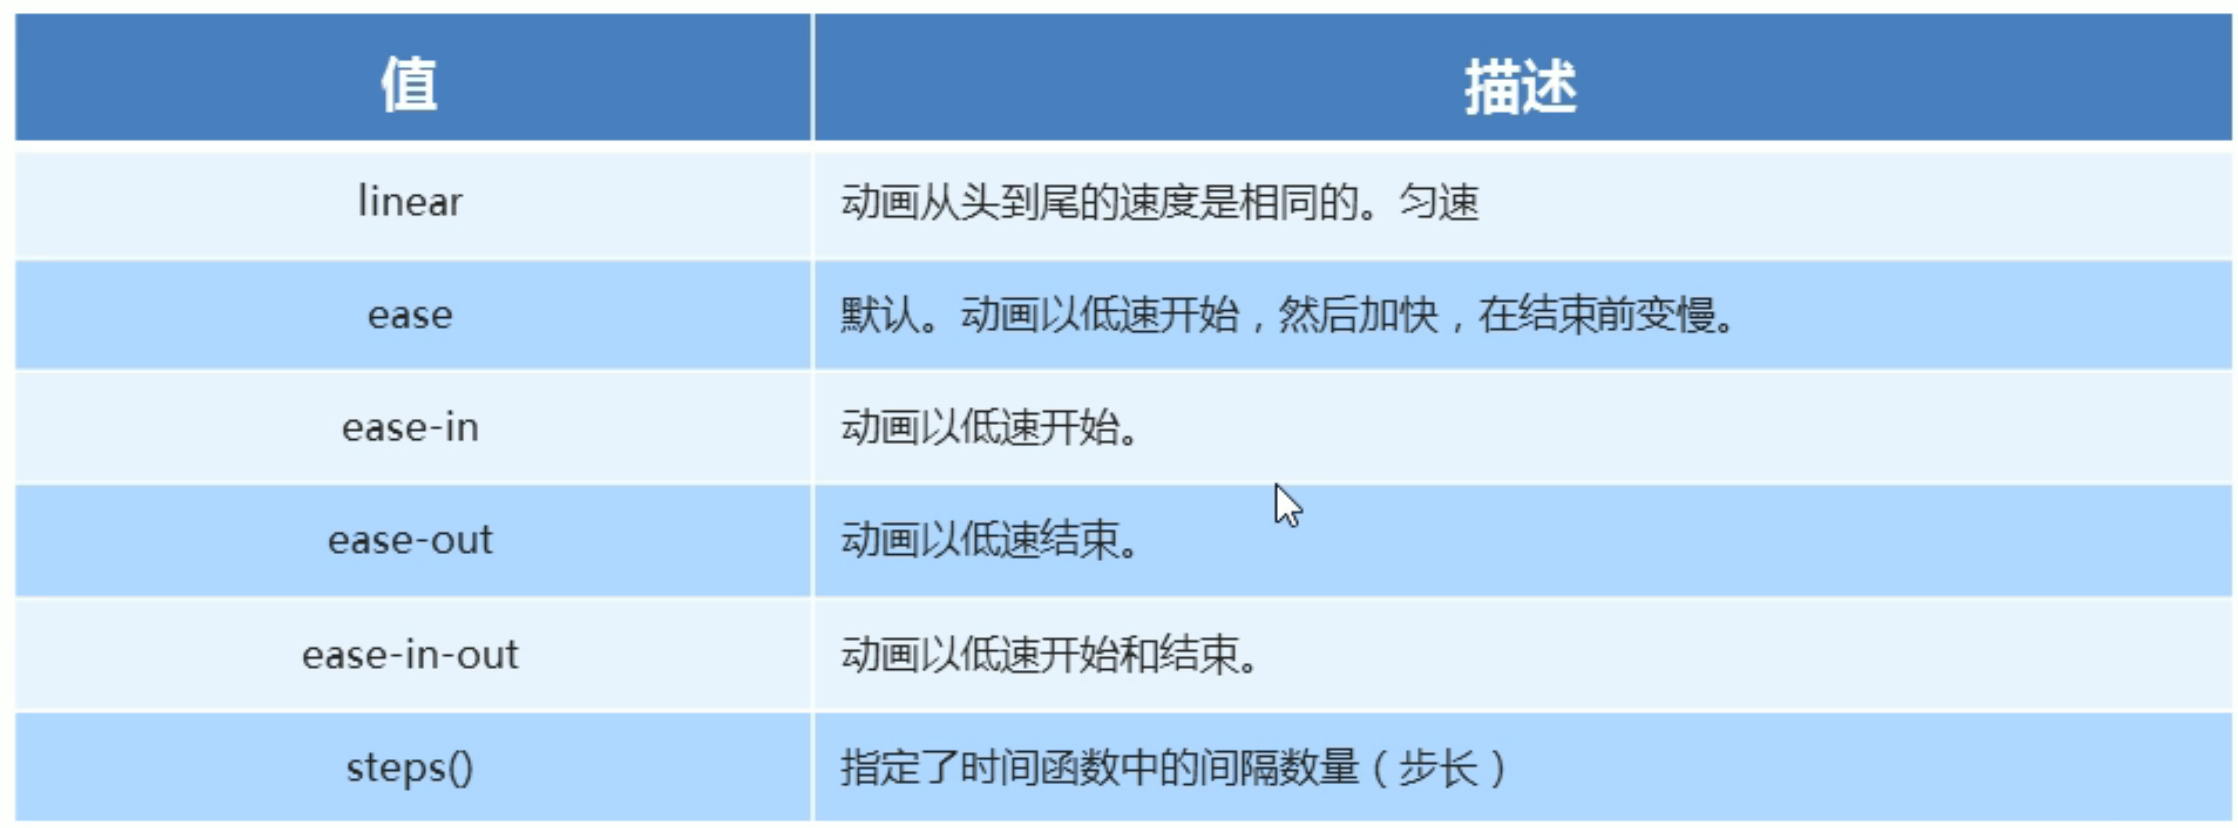 值 描述
linear 动画从头到尾的速度是相同的。匀速
ease 默认。动画以低速开始，然后加快，在结束前变慢。
ease-in 动画以低速开始。
ease-out 动画以低速结束。
ease-in-out 动画以低速开始和结束。
steps() 指定了时间函数中的间隔数量（步长）